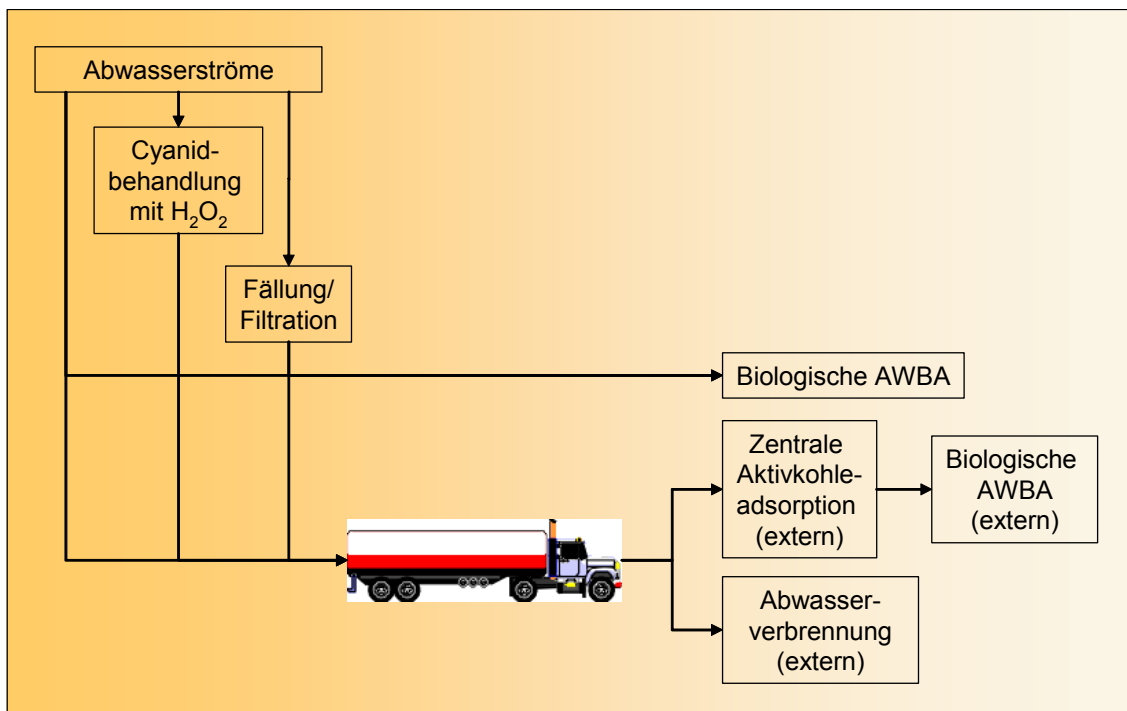 Abwasserströme
Cyanid-
behandlung
mit H₂O₂
Fällung/
Filtration
Biologische AWBA
Zentrale
Aktivkohle-
adsorption
(extern)
Biologische
AWBA
(extern)
Abwasser-
verbrennung
(extern)